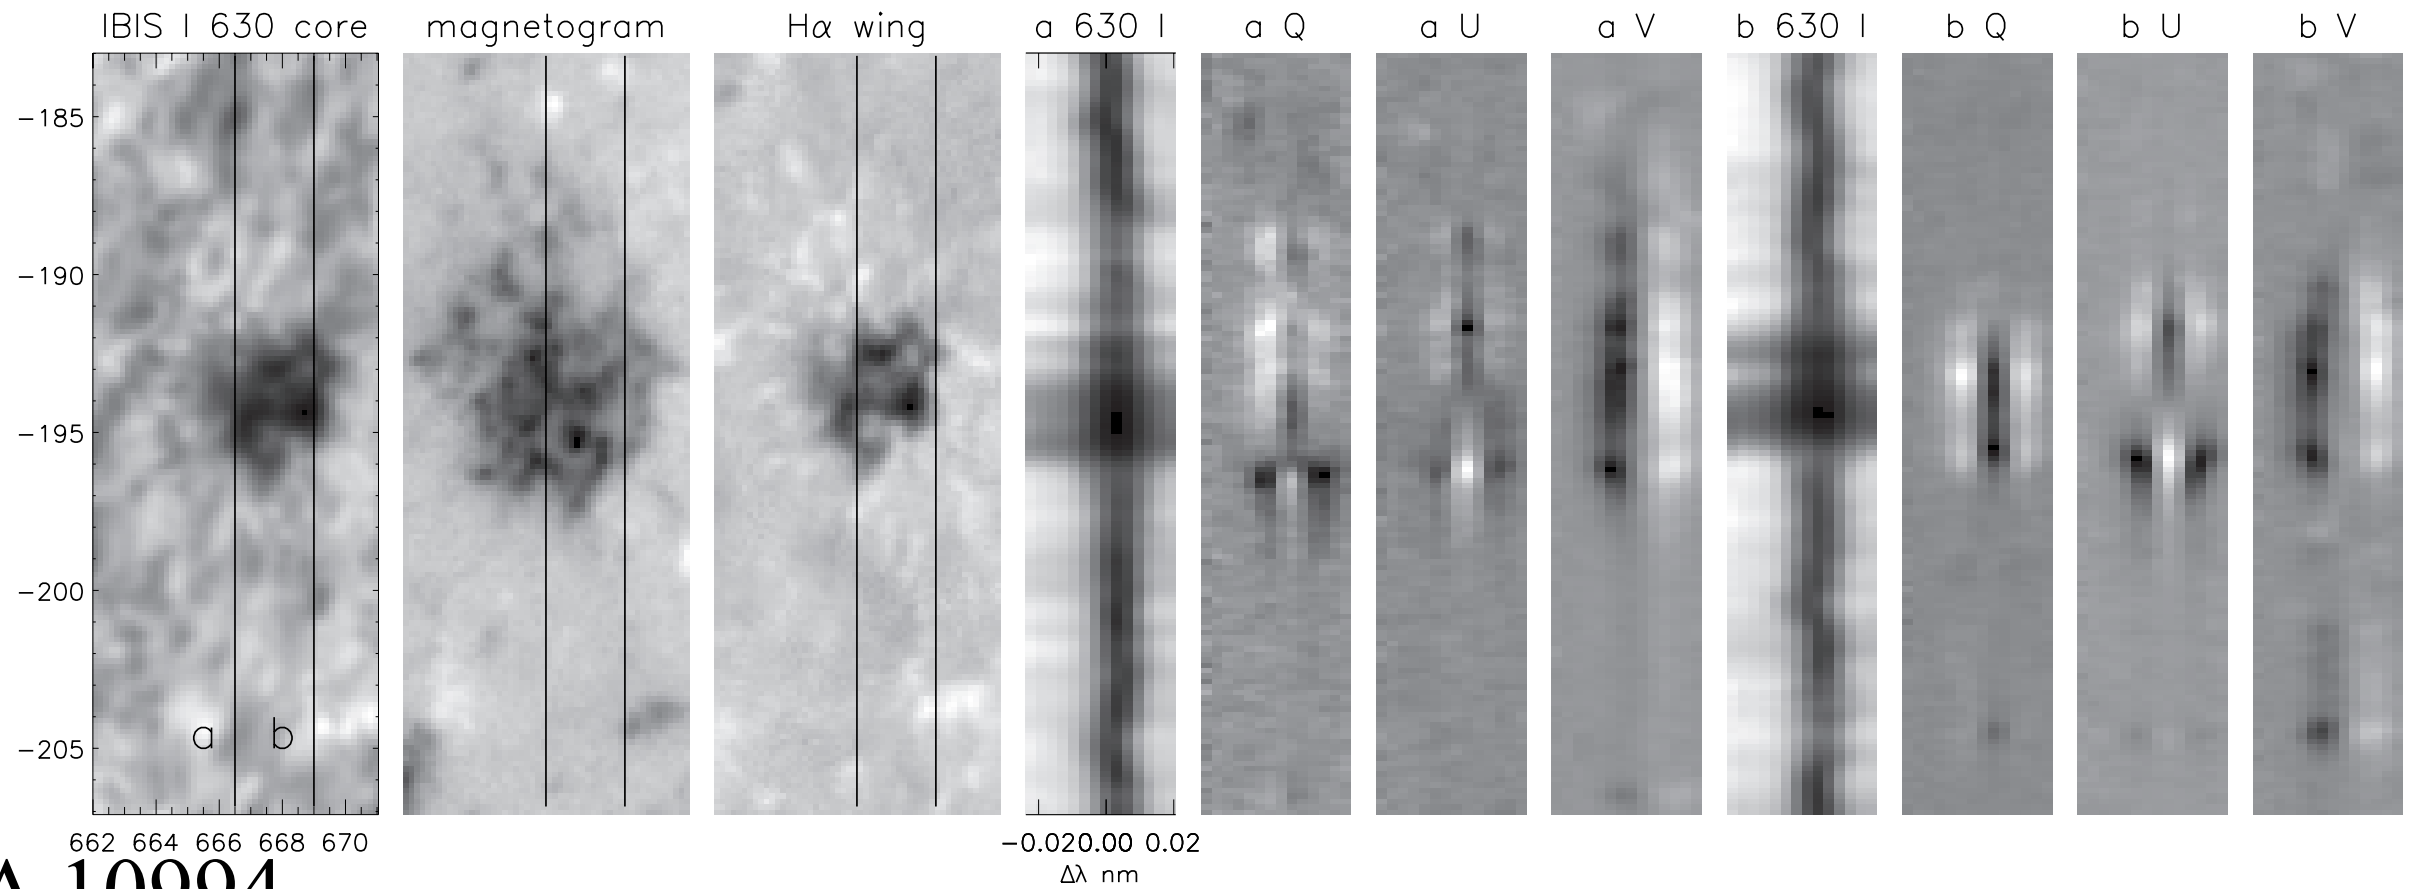 IBIS I 630 core magnetogram Hα wing a 630 I a Q a U a V b 630 I b Q b U b V
-185
-190
-195
-200
-205
a b
662 664 666 668 670 -0.02 0.00 0.02
Δλ nm
A 10994